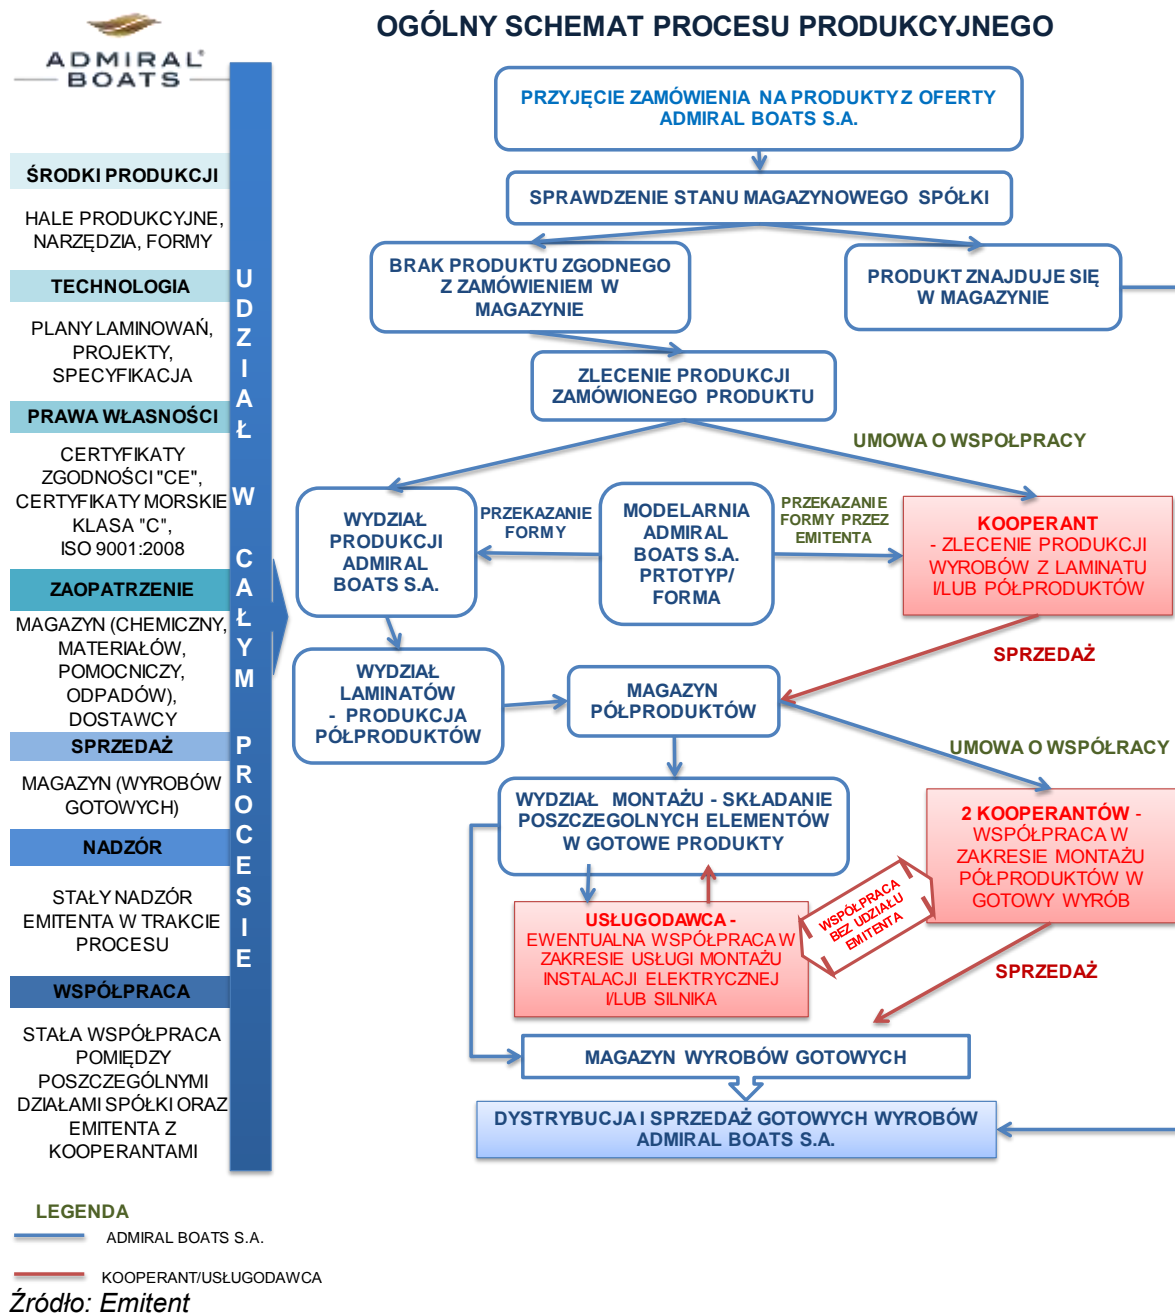 OGÓLNY SCHEMAT PROCESU PRODUKCYJNEGO
ADMIRAL®
BOATS
ŚRODKI PRODUKCJI
HALE PRODUKCYJNE,
NARZĘDZIA, FORMY
TECHNOLOGIA
PLANY LAMINOWAŃ,
PROJEKTY,
SPECYFIKACJA
PRAWA WŁASNOŚCI
CERTYFIKATY
ZGODNOŚCI "CE",
CERTYFIKATY MORSKIE
KLASA "C",
ISO 9001:2008
ZAOPATRZENIE
MAGAZYN (CHEMICZNY,
MATERIAŁÓW,
POMOCNICZY,
ODPADÓW),
DOSTAWCY
SPRZEDAŻ
MAGAZYN (WYROBÓW
GOTOWYCH)
NADZÓR
STAŁY NADZÓR
EMITENTA W TRAKCIE
PROCESU
WSPÓŁPRACA
STAŁA WSPÓŁPRACA
POMIĘDZY
POSZCZEGÓLNYMI
DZIAŁAMI SPÓŁKI ORAZ
EMITENTA Z
KOOPERANTAMI
UDZIAŁ W CAŁYM PROCESIE
PRZYJĘCIE ZAMÓWIENIA NA PRODUKTY Z OFERTY
ADMIRAL BOATS S.A.
SPRAWDZENIE STANU MAGAZYNOWEGO SPÓŁKI
BRAK PRODUKTU ZGODNEGO
Z ZAMÓWIENIEM W
MAGAZYNIE
PRODUKT ZNAJDUJE SIĘ
W MAGAZYNIE
ZLECENIE PRODUKCJI
ZAMÓWIONEGO PRODUKTU
UMOWA O WSPOŁPRACY
WYDZIAŁ
PRODUKCJI
ADMIRAL
BOATS S.A.
PRZEKAZANIE
FORMY
MODELARNIA
ADMIRAL
BOATS S.A.
PRTOTYP/
FORMA
PRZEKAZANIE
FORMY PRZEZ
EMITENTA
KOOPERANT
- ZLECENIE PRODUKCJI
WYROBÓW Z LAMINATU
I/LUB PÓŁPRODUKTÓW
SPRZEDAŻ
WYDZIAŁ
LAMINATÓW
- PRODUKCJA
PÓŁPRODUKTÓW
MAGAZYN
PÓŁPRODUKTÓW
UMOWA O WSPÓŁRACY
WYDZIAŁ MONTAŻU - SKŁADANIE
POSZCZEGOLNYCH ELEMENTÓW
W GOTOWE PRODUKTY
2 KOOPERANTÓW -
WSPÓŁPRACA W
ZAKRESIE MONTAŻU
PÓŁPRODUKTÓW W
GOTOWY WYRÓB
WSPÓŁPRACA
BEZ UDZIAŁU
EMITENTA
USŁUGODAWCA -
EWENTUALNA WSPÓŁPRACA W
ZAKRESIE USŁUGI MONTAŻU
INSTALACJI ELEKTRYCZNEJ
I/LUB SILNIKA
SPRZEDAŻ
MAGAZYN WYROBÓW GOTOWYCH
DYSTRYBUCJA I SPRZEDAŻ GOTOWYCH WYROBÓW
ADMIRAL BOATS S.A.
LEGENDA
ADMIRAL BOATS S.A.
KOOPERANT/USŁUGODAWCA
Źródło: Emitent